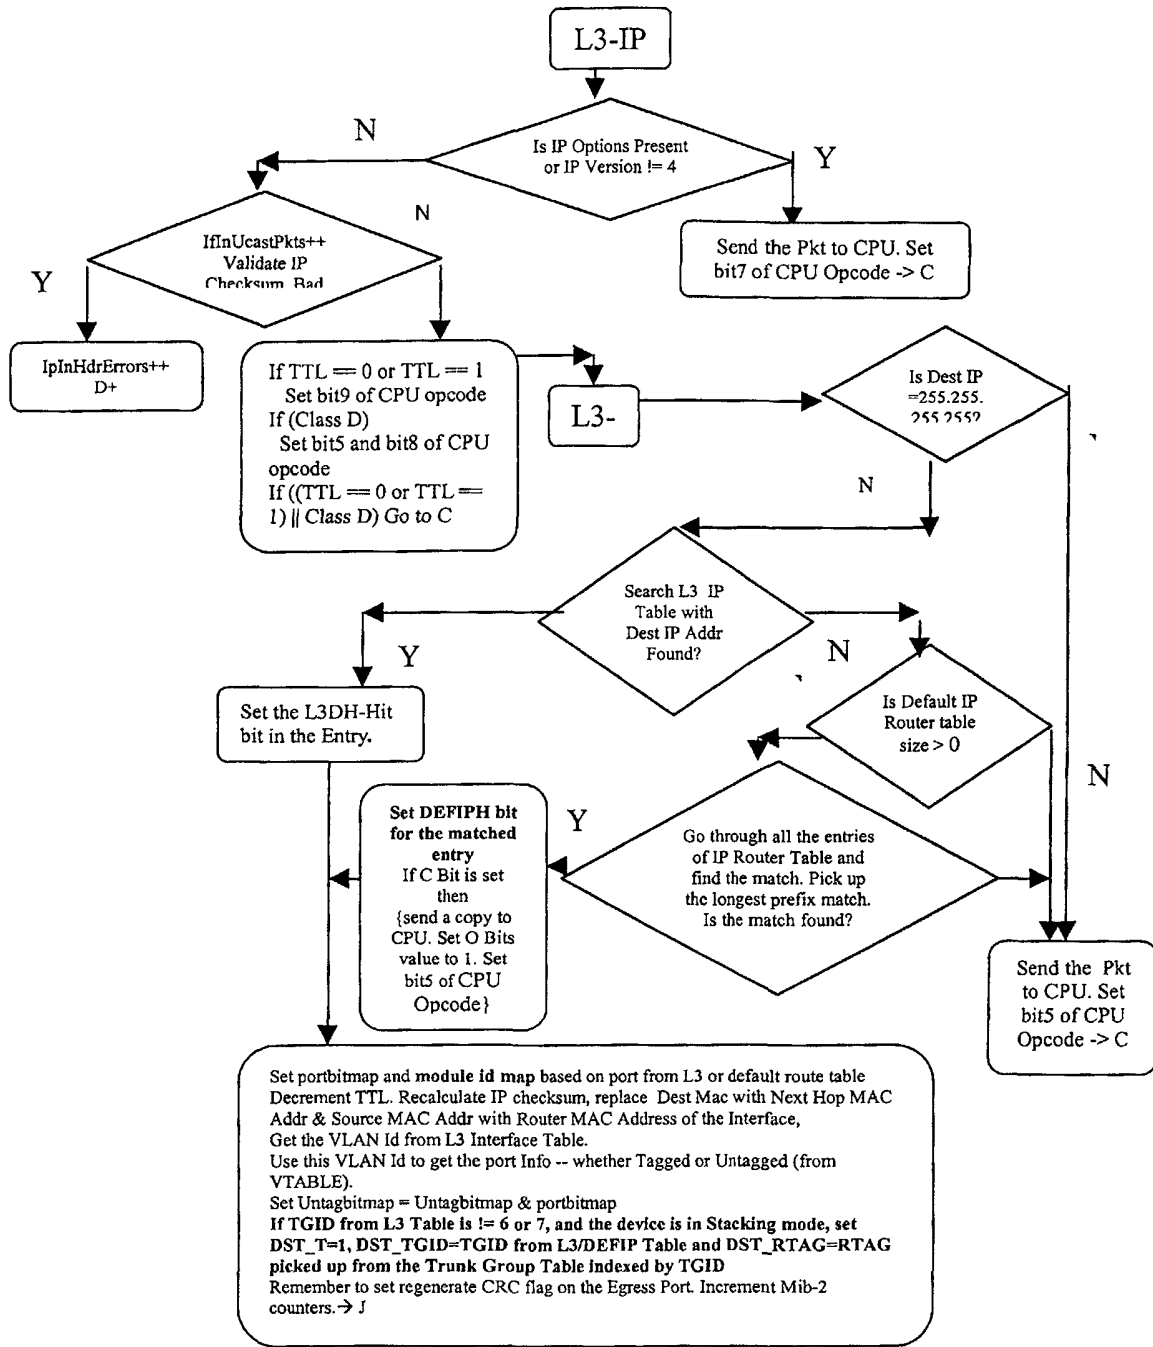 L3-IP
Is IP Options Present
or IP Version != 4
N
Y
Send the Pkt to CPU. Set
bit7 of CPU Opcode -> C
IfInUcastPkts++
Validate IP
Checksum Bad
Y
N
IpInHdrErrors++
D+
If TTL == 0 or TTL == 1
Set bit9 of CPU opcode
If (Class D)
Set bit5 and bit8 of CPU
opcode
If ((TTL == 0 or TTL ==
1) || Class D) Go to C
L3-
Is Dest IP
=255.255.
255.255?
N
Search L3 IP
Table with
Dest IP Addr
Found?
Y
N
Set the L3DH-Hit
bit in the Entry.
Is Default IP
Router table
size > 0
N
Go through all the entries
of IP Router Table and
find the match. Pick up
the longest prefix match.
Is the match found?
Y
Set DEFIPH bit
for the matched
entry
If C Bit is set
then
{send a copy to
CPU. Set O Bits
value to 1. Set
bit5 of CPU
Opcode}
Send the Pkt
to CPU. Set
bit5 of CPU
Opcode -> C
Set portbitmap and module id map based on port from L3 or default route table
Decrement TTL. Recalculate IP checksum, replace Dest Mac with Next Hop MAC
Addr & Source MAC Addr with Router MAC Address of the Interface,
Get the VLAN Id from L3 Interface Table.
Use this VLAN Id to get the port Info -- whether Tagged or Untagged (from
VTABLE).
Set Untagbitmap = Untagbitmap & portbitmap
If TGID from L3 Table is != 6 or 7, and the device is in Stacking mode, set
DST_T=1, DST_TGID=TGID from L3/DEFIP Table and DST_RTAG=RTAG
picked up from the Trunk Group Table indexed by TGID
Remember to set regenerate CRC flag on the Egress Port. Increment Mib-2
counters.→ J